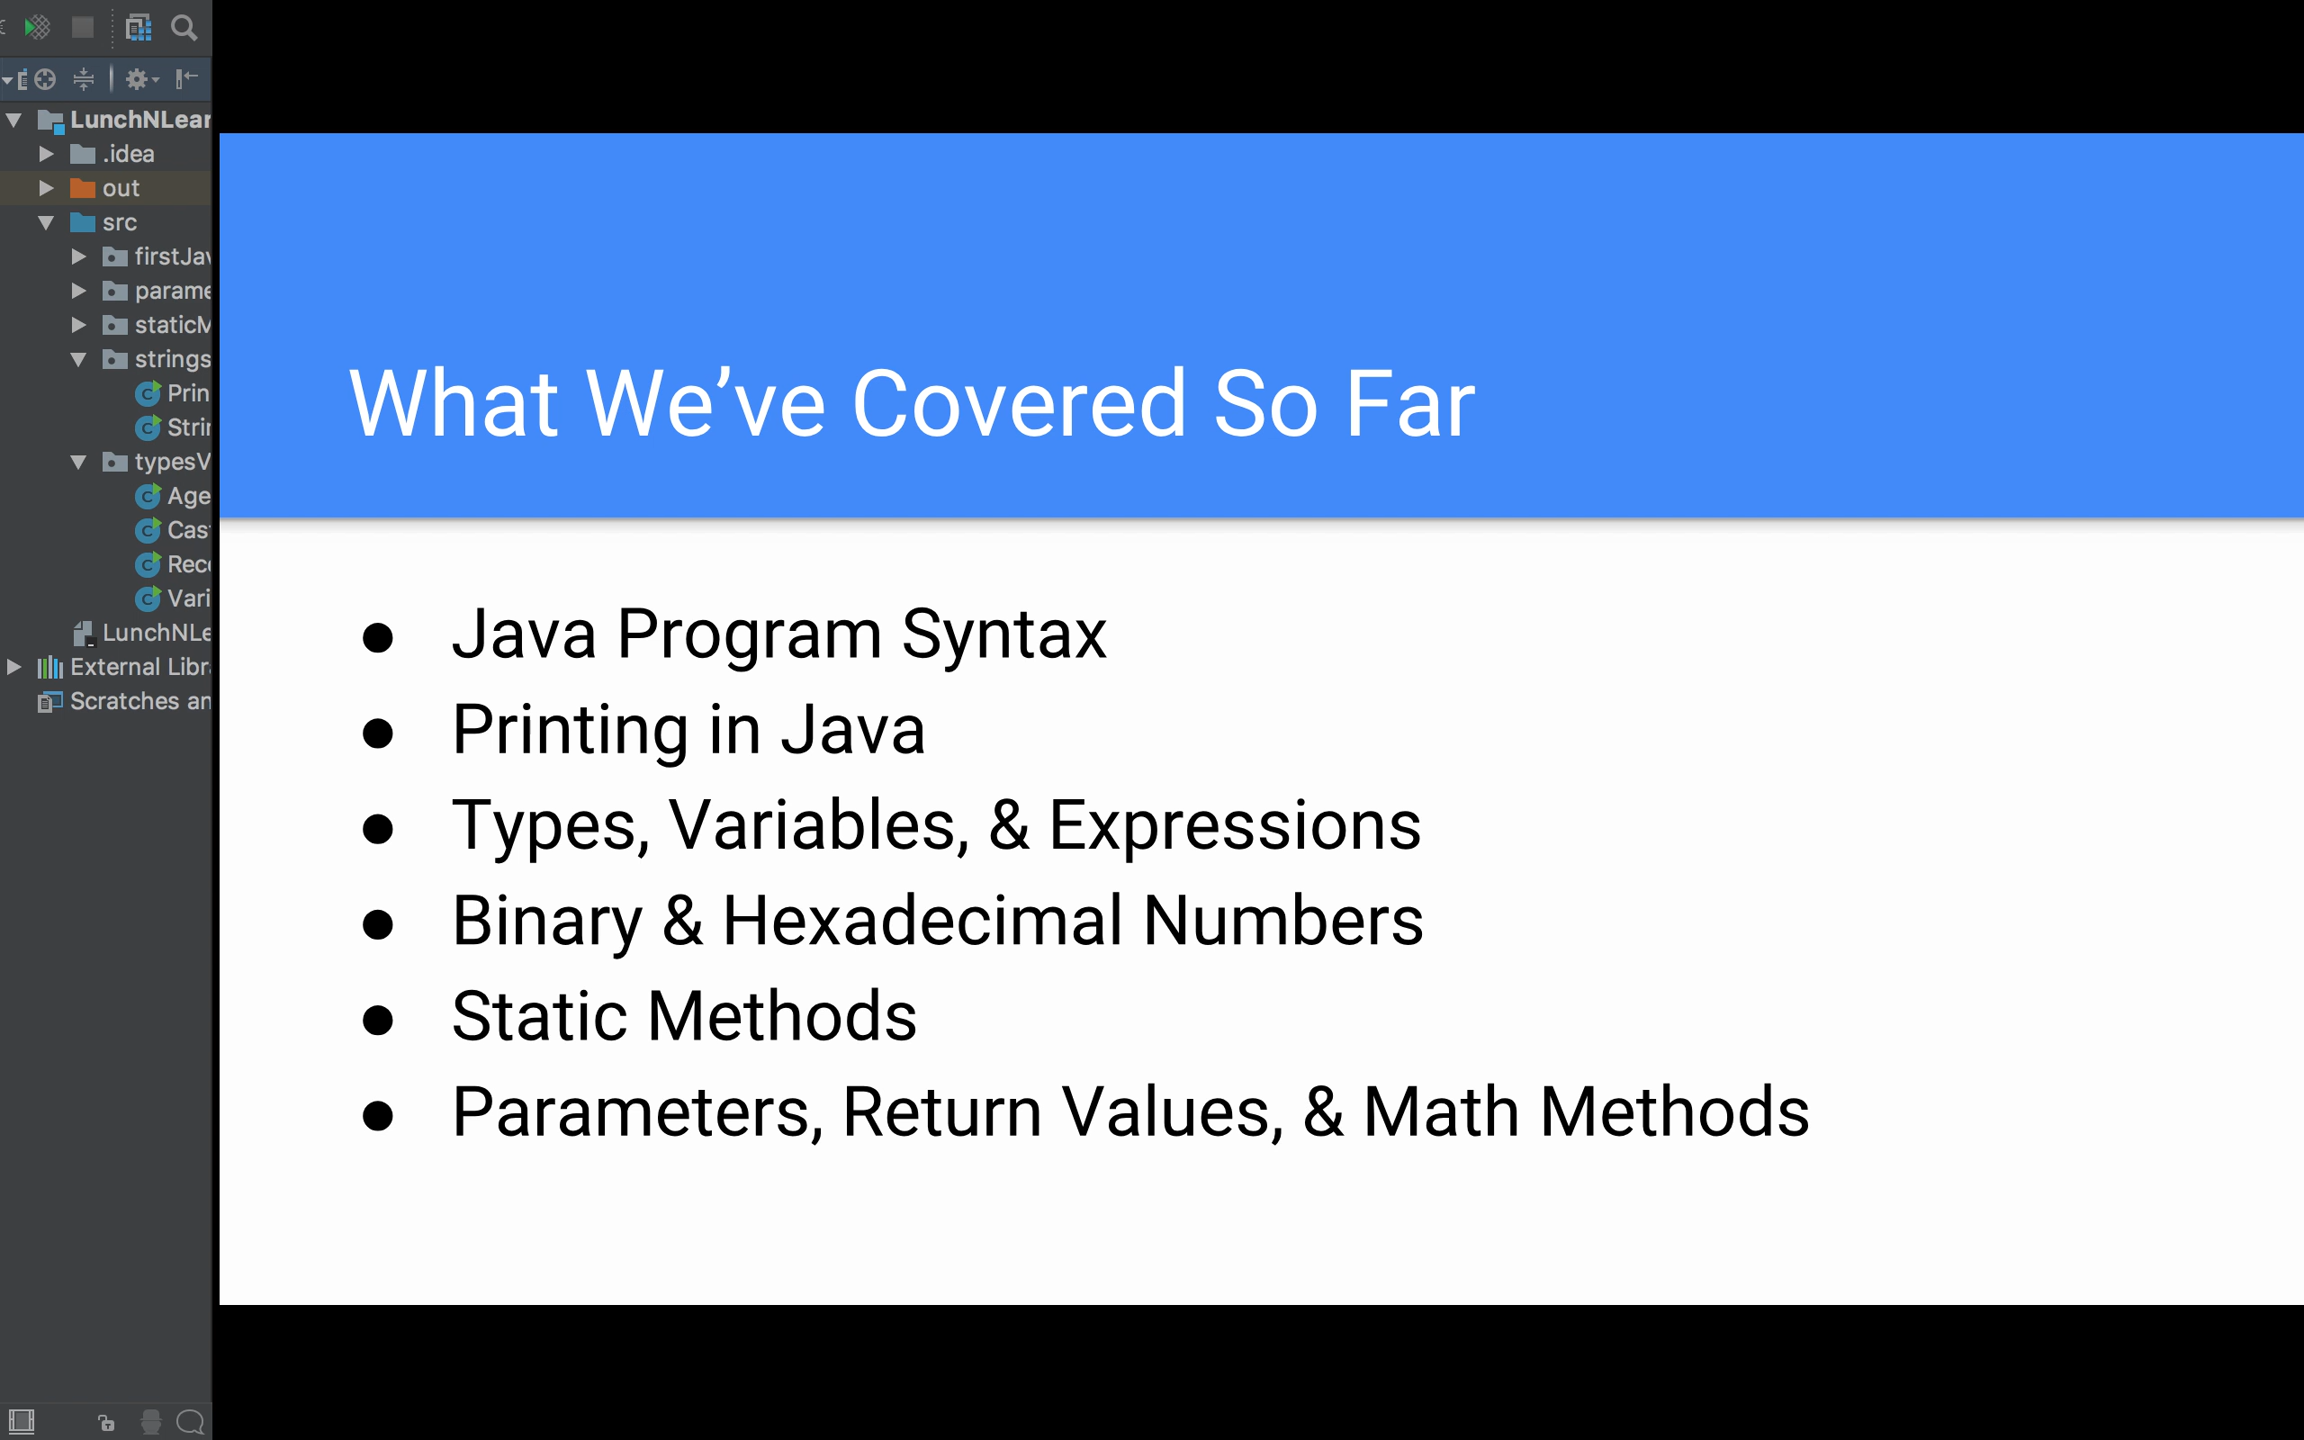 LunchNLear
.idea
out
src
firstJav
parame
staticM
strings
Prin
Strin
typesV
Age
Cas
Rec
Vari
LunchNLe
External Libr
Scratches an
What We’ve Covered So Far
● Java Program Syntax
● Printing in Java
● Types, Variables, & Expressions
● Binary & Hexadecimal Numbers
● Static Methods
● Parameters, Return Values, & Math Methods